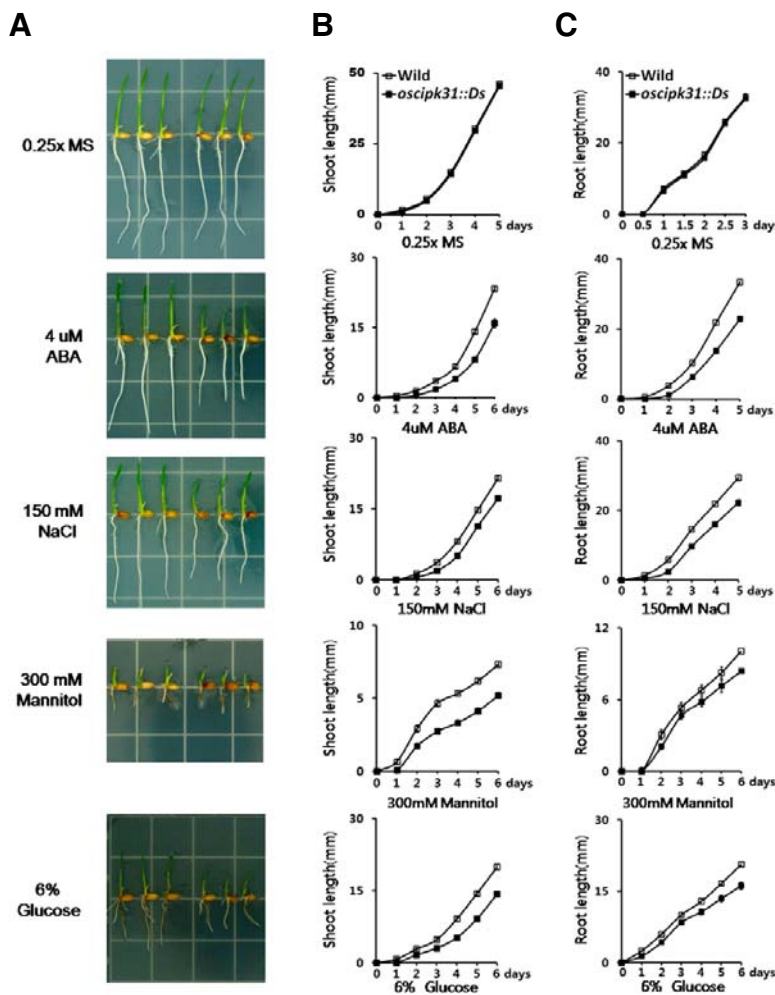 A
B
C
0.25x MS
50
25
0
Shoot length(mm)
Wild
oscipk31::Ds
0 1 2 3 4 5 days
0.25x MS
40
20
0
Root length(mm)
Wild
oscipk31::Ds
0 0.5 1 1.5 2 2.5 3 days
0.25x MS
4 uM
ABA
30
15
0
Shoot length(mm)
0 1 2 3 4 5 6 days
4uM ABA
40
20
0
Root length(mm)
0 1 2 3 4 5 days
4uM ABA
150 mM
NaCl
30
15
0
Shoot length(mm)
0 1 2 3 4 5 6 days
150mM NaCl
40
20
0
Root length(mm)
0 1 2 3 4 5 days
150mM NaCl
300 mM
Mannitol
10
5
0
Shoot length(mm)
0 1 2 3 4 5 6 days
300mM Mannitol
12
6
0
Root length(mm)
0 1 2 3 4 5 6 days
300mM Mannitol
6%
Glucose
30
15
0
Shoot length(mm)
0 1 2 3 4 5 6 days
6% Glucose
30
15
0
Root length(mm)
0 1 2 3 4 5 6 days
6% Glucose